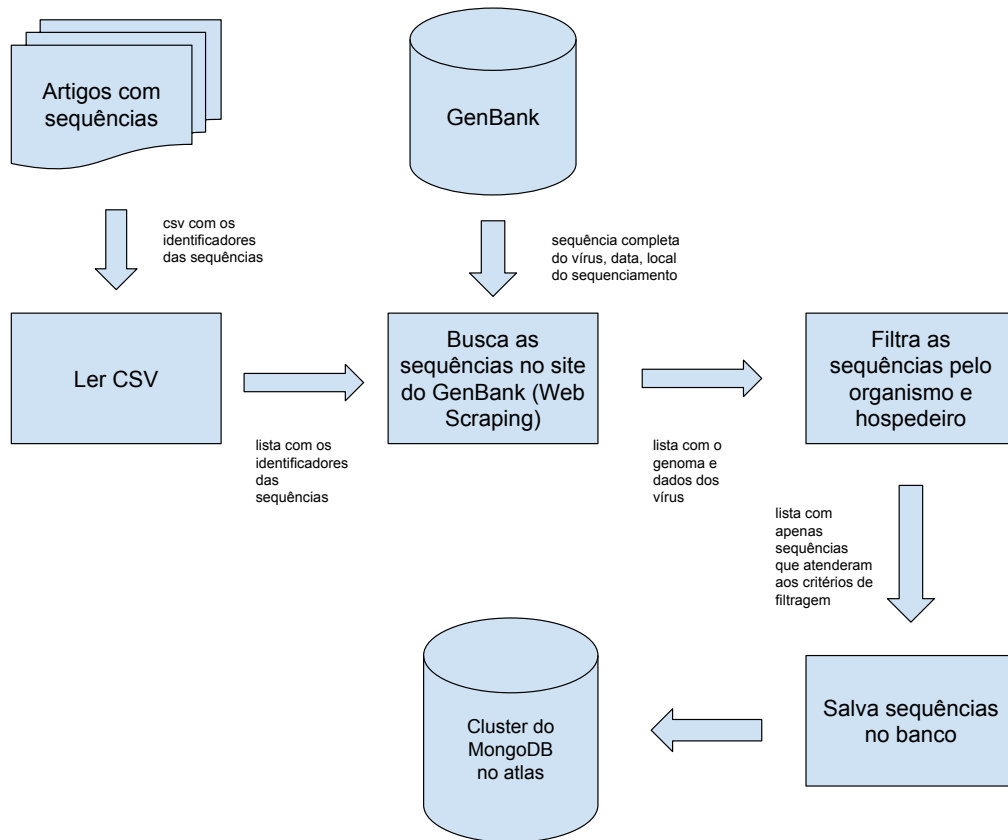 Artigos com
sequências
GenBank
csv com os
identificadores
das sequências
sequência completa
do vírus, data, local
do sequenciamento
Ler CSV
Busca as
sequências no site
do GenBank (Web
Scraping)
Filtra as
sequências pelo
organismo e
hospedeiro
lista com os
identificadores
das
sequências
lista com o
genoma e
dados dos
vírus
lista com
apenas
sequências
que atenderam
aos critérios de
filtragem
Cluster do
MongoDB
no atlas
Salva sequências
no banco